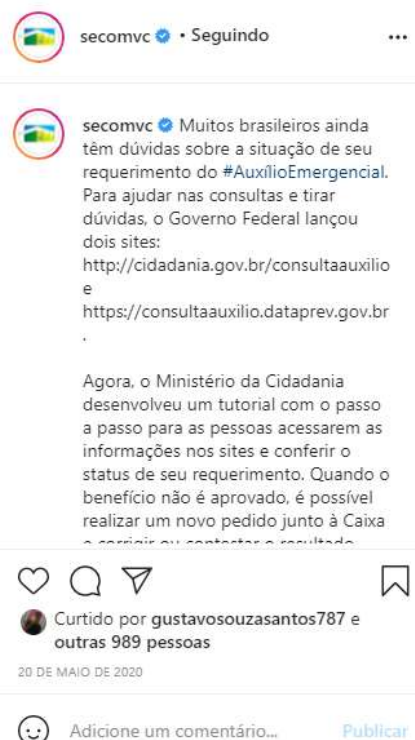 secomvc • Seguindo
secomvc Muitos brasileiros ainda
têm dúvidas sobre a situação de seu
requerimento do #AuxílioEmergencial.
Para ajudar nas consultas e tirar
dúvidas, o Governo Federal lançou
dois sites:
http://cidadania.gov.br/consultaauxilio
e
https://consultaauxilio.dataprev.gov.br
.
Agora, o Ministério da Cidadania
desenvolveu um tutorial com o passo
a passo para as pessoas acessarem as
informações nos sites e conferir o
status de seu requerimento. Quando o
benefício não é aprovado, é possível
realizar um novo pedido junto à Caixa
e corrigir ou contestar o resultado
Curtido por gustavosouzasantos787 e
outras 989 pessoas
20 DE MAIO DE 2020
Adicione um comentário... Publicar